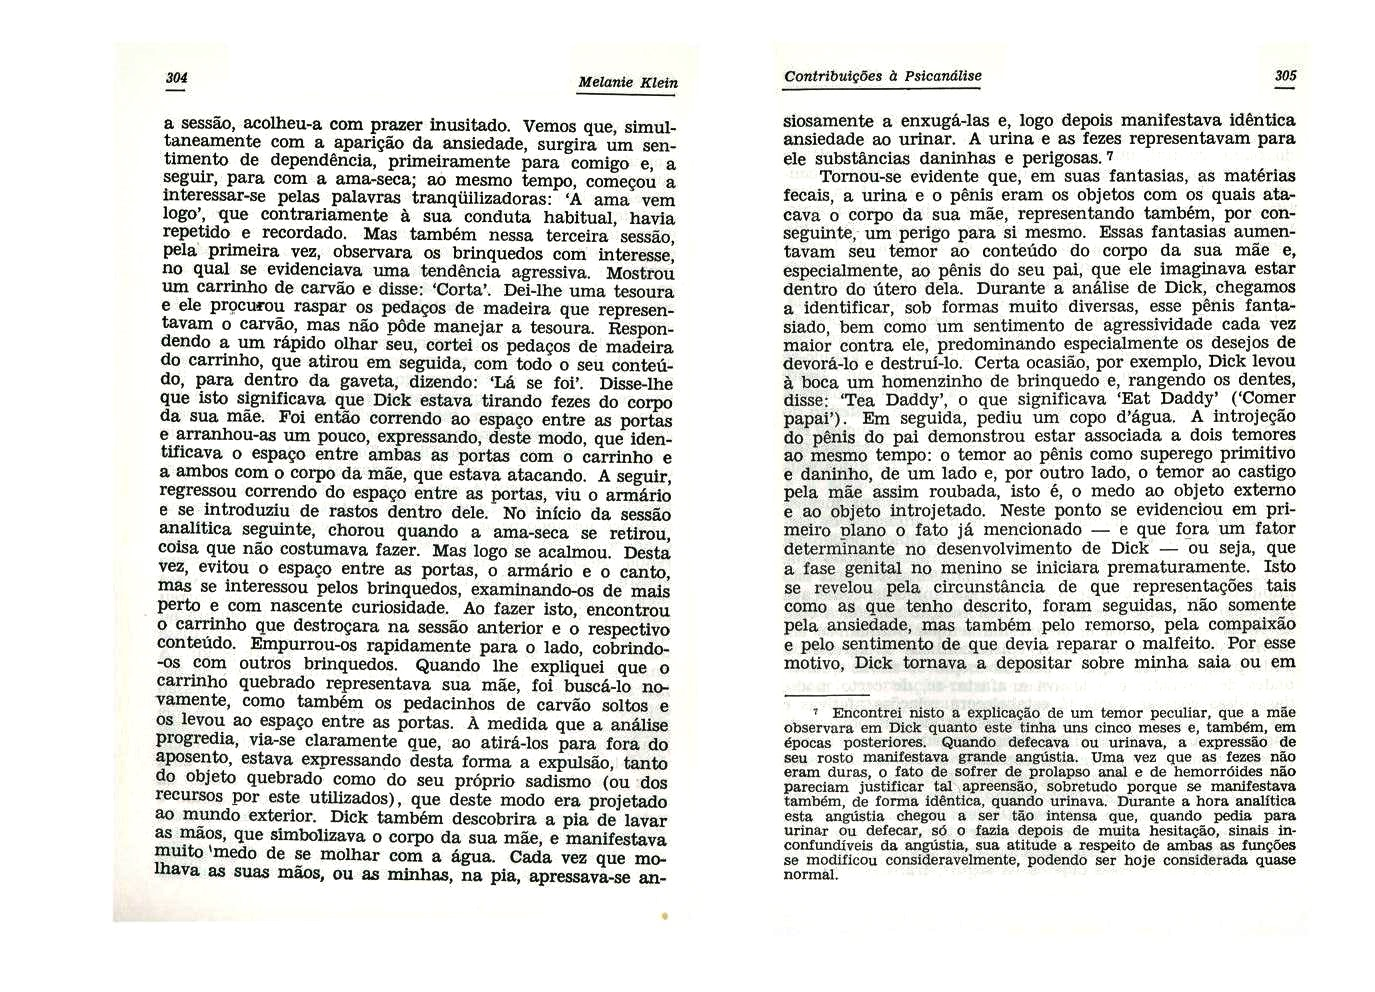 304
Melanie Klein
a sessão, acolheu-a com prazer inusitado. Vemos que, simul-
taneamente com a aparição da ansiedade, surgira um sen-
timento de dependência, primeiramente para comigo e, a
seguir, para com a ama-seca; ao mesmo tempo, começou a
interessar-se pelas palavras tranqüilizadoras: ‘A ama vem
logo’, que contrariamente à sua conduta habitual, havia
repetido e recordado. Mas também nessa terceira sessão,
pela primeira vez, observara os brinquedos com interesse,
no qual se evidenciava uma tendência agressiva. Mostrou
um carrinho de carvão e disse: ‘Corta’. Dei-lhe uma tesoura
e ele procurou raspar os pedaços de madeira que represen-
tavam o carvão, mas não pôde manejar a tesoura. Respon-
dendo a um rápido olhar seu, cortei os pedaços de madeira
do carrinho, que atirou em seguida, com todo o seu conteú-
do, para dentro da gaveta, dizendo: ‘Lá se foi’. Disse-lhe
que isto significava que Dick estava tirando fezes do corpo
da sua mãe. Foi então correndo ao espaço entre as portas
e arranhou-as um pouco, expressando, deste modo, que iden-
tificava o espaço entre ambas as portas com o carrinho e
a ambos com o corpo da mãe, que estava atacando. A seguir,
regressou correndo do espaço entre as portas, viu o armário
e se introduziu de rastos dentro dele. No início da sessão
analítica seguinte, chorou quando a ama-seca se retirou,
coisa que não costumava fazer. Mas logo se acalmou. Desta
vez, evitou o espaço entre as portas, o armário e o canto,
mas se interessou pelos brinquedos, examinando-os de mais
perto e com nascente curiosidade. Ao fazer isto, encontrou
o carrinho que destroçara na sessão anterior e o respectivo
conteúdo. Empurrou-os rapidamente para o lado, cobrindo-
-os com outros brinquedos. Quando lhe expliquei que o
carrinho quebrado representava sua mãe, foi buscá-lo no-
vamente, como também os pedacinhos de carvão soltos e
os levou ao espaço entre as portas. À medida que a análise
progredia, via-se claramente que, ao atirá-los para fora do
aposento, estava expressando desta forma a expulsão, tanto
do objeto quebrado como do seu próprio sadismo (ou dos
recursos por este utilizados), que deste modo era projetado
ao mundo exterior. Dick também descobrira a pia de lavar
as mãos, que simbolizava o corpo da sua mãe, e manifestava
muito medo de se molhar com a água. Cada vez que mo-
lhava as suas mãos, ou as minhas, na pia, apressava-se an-
Contribuições à Psicanálise
305
siosamente a enxugá-las e, logo depois manifestava idêntica
ansiedade ao urinar. A urina e as fezes representavam para
ele substâncias daninhas e perigosas. ⁷
Tornou-se evidente que, em suas fantasias, as matérias
fecais, a urina e o pênis eram os objetos com os quais ata-
cava o corpo da sua mãe, representando também, por con-
seguinte, um perigo para si mesmo. Essas fantasias aumen-
tavam seu temor ao conteúdo do corpo da sua mãe e,
especialmente, ao pênis do seu pai, que ele imaginava estar
dentro do útero dela. Durante a análise de Dick, chegamos
a identificar, sob formas muito diversas, esse pênis fanta-
siado, bem como um sentimento de agressividade cada vez
maior contra ele, predominando especialmente os desejos de
devorá-lo e destruí-lo. Certa ocasião, por exemplo, Dick levou
à boca um homenzinho de brinquedo e, rangendo os dentes,
disse: ‘Tea Daddy’, o que significava ‘Eat Daddy’ (‘Comer
papai’). Em seguida, pediu um copo d’água. A introjeção
do pênis do pai demonstrou estar associada a dois temores
ao mesmo tempo: o temor ao pênis como superego primitivo
e daninho, de um lado e, por outro lado, o temor ao castigo
pela mãe assim roubada, isto é, o medo ao objeto externo
e ao objeto introjetado. Neste ponto se evidenciou em pri-
meiro plano o fato já mencionado — e que fora um fator
determinante no desenvolvimento de Dick — ou seja, que
a fase genital no menino se iniciara prematuramente. Isto
se revelou pela circunstância de que representações tais
como as que tenho descrito, foram seguidas, não somente
pela ansiedade, mas também pelo remorso, pela compaixão
e pelo sentimento de que devia reparar o malfeito. Por esse
motivo, Dick tornava a depositar sobre minha saia ou em
⁷ Encontrei nisto a explicação de um temor peculiar, que a mãe
observara em Dick quanto este tinha uns cinco meses e, também, em
épocas posteriores. Quando defecava ou urinava, a expressão de
seu rosto manifestava grande angústia. Uma vez que as fezes não
eram duras, o fato de sofrer de prolapso anal e de hemorróides não
pareciam justificar tal apreensão, sobretudo porque se manifestava
também, de forma idêntica, quando urinava. Durante a hora analítica
esta angústia chegou a ser tão intensa que, quando pedia para
urinar ou defecar, só o fazia depois de muita hesitação, sinais in-
confundíveis da angústia, sua atitude a respeito de ambas as funções
se modificou consideravelmente, podendo ser hoje considerada quase
normal.